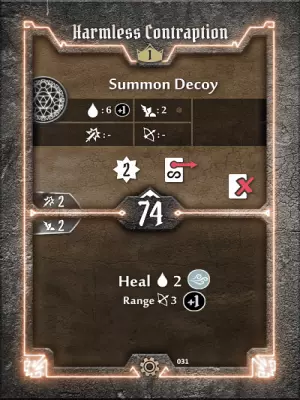 Harmless Contraption
1
Summon Decoy
: 6 +1 : 2
: - : -
2 S
74
2
2
Heal 2
Range 3 +1
031